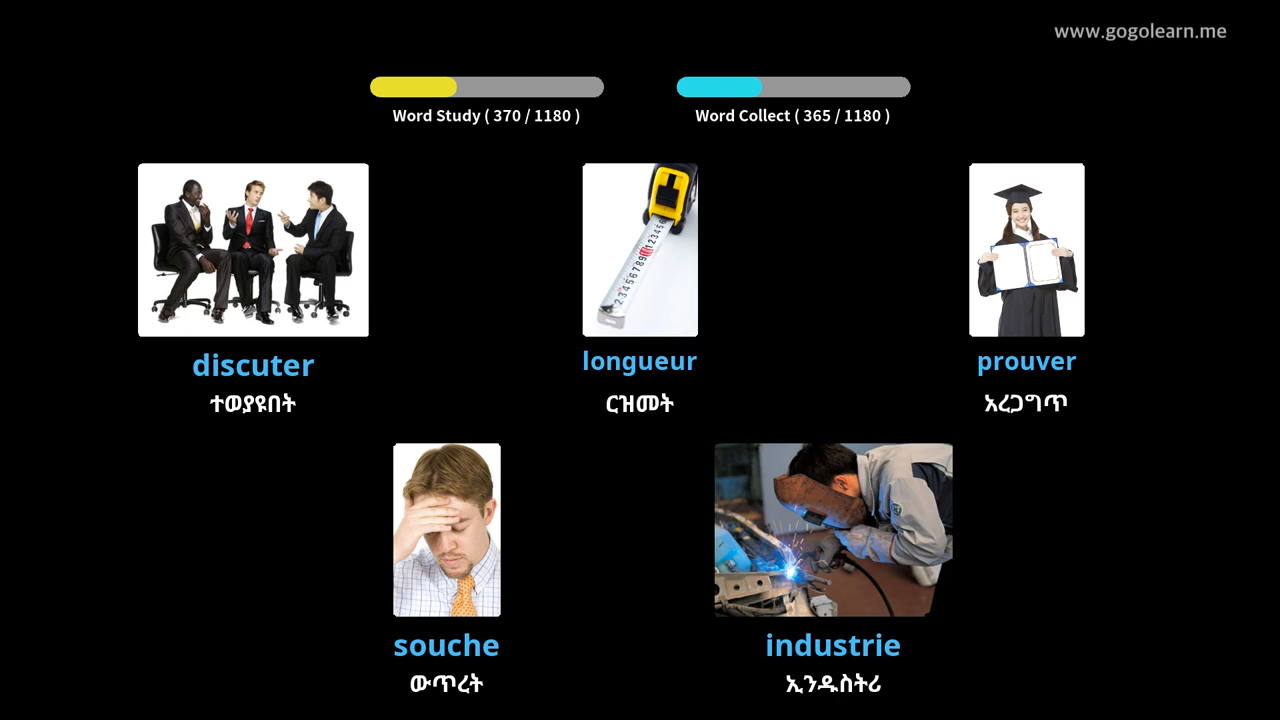 www.gogolearn.me
Word Study ( 370 / 1180 )
Word Collect ( 365 / 1180 )
discuter
ተወያዩበት
longueur
ርዝመት
prouver
አረጋግጥ
souche
ውጥረት
industrie
ኢንዱስትሪ